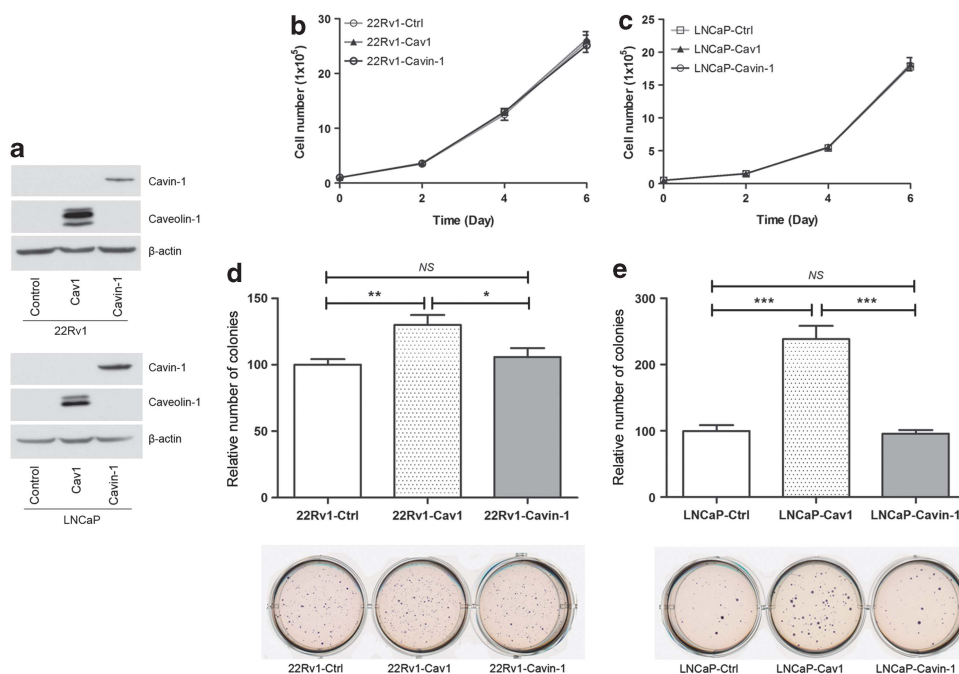 a
Cavin-1
Caveolin-1
β-actin
Control
Cav1
Cavin-1
22Rv1
Cavin-1
Caveolin-1
β-actin
Control
Cav1
Cavin-1
LNCaP
b
22Rv1-Ctrl
22Rv1-Cav1
22Rv1-Cavin-1
Cell number (1x10⁵)
30
20
10
0
0 2 4 6
Time (Day)
c
LNCaP-Ctrl
LNCaP-Cav1
LNCaP-Cavin-1
Cell number (1x10⁵)
25
20
15
10
5
0
0 2 4 6
Time (Day)
d
NS
** *
Relative number of colonies
150
100
50
0
22Rv1-Ctrl 22Rv1-Cav1 22Rv1-Cavin-1
22Rv1-Ctrl 22Rv1-Cav1 22Rv1-Cavin-1
e
NS
*** ***
Relative number of colonies
300
200
100
0
LNCaP-Ctrl LNCaP-Cav1 LNCaP-Cavin-1
LNCaP-Ctrl LNCaP-Cav1 LNCaP-Cavin-1